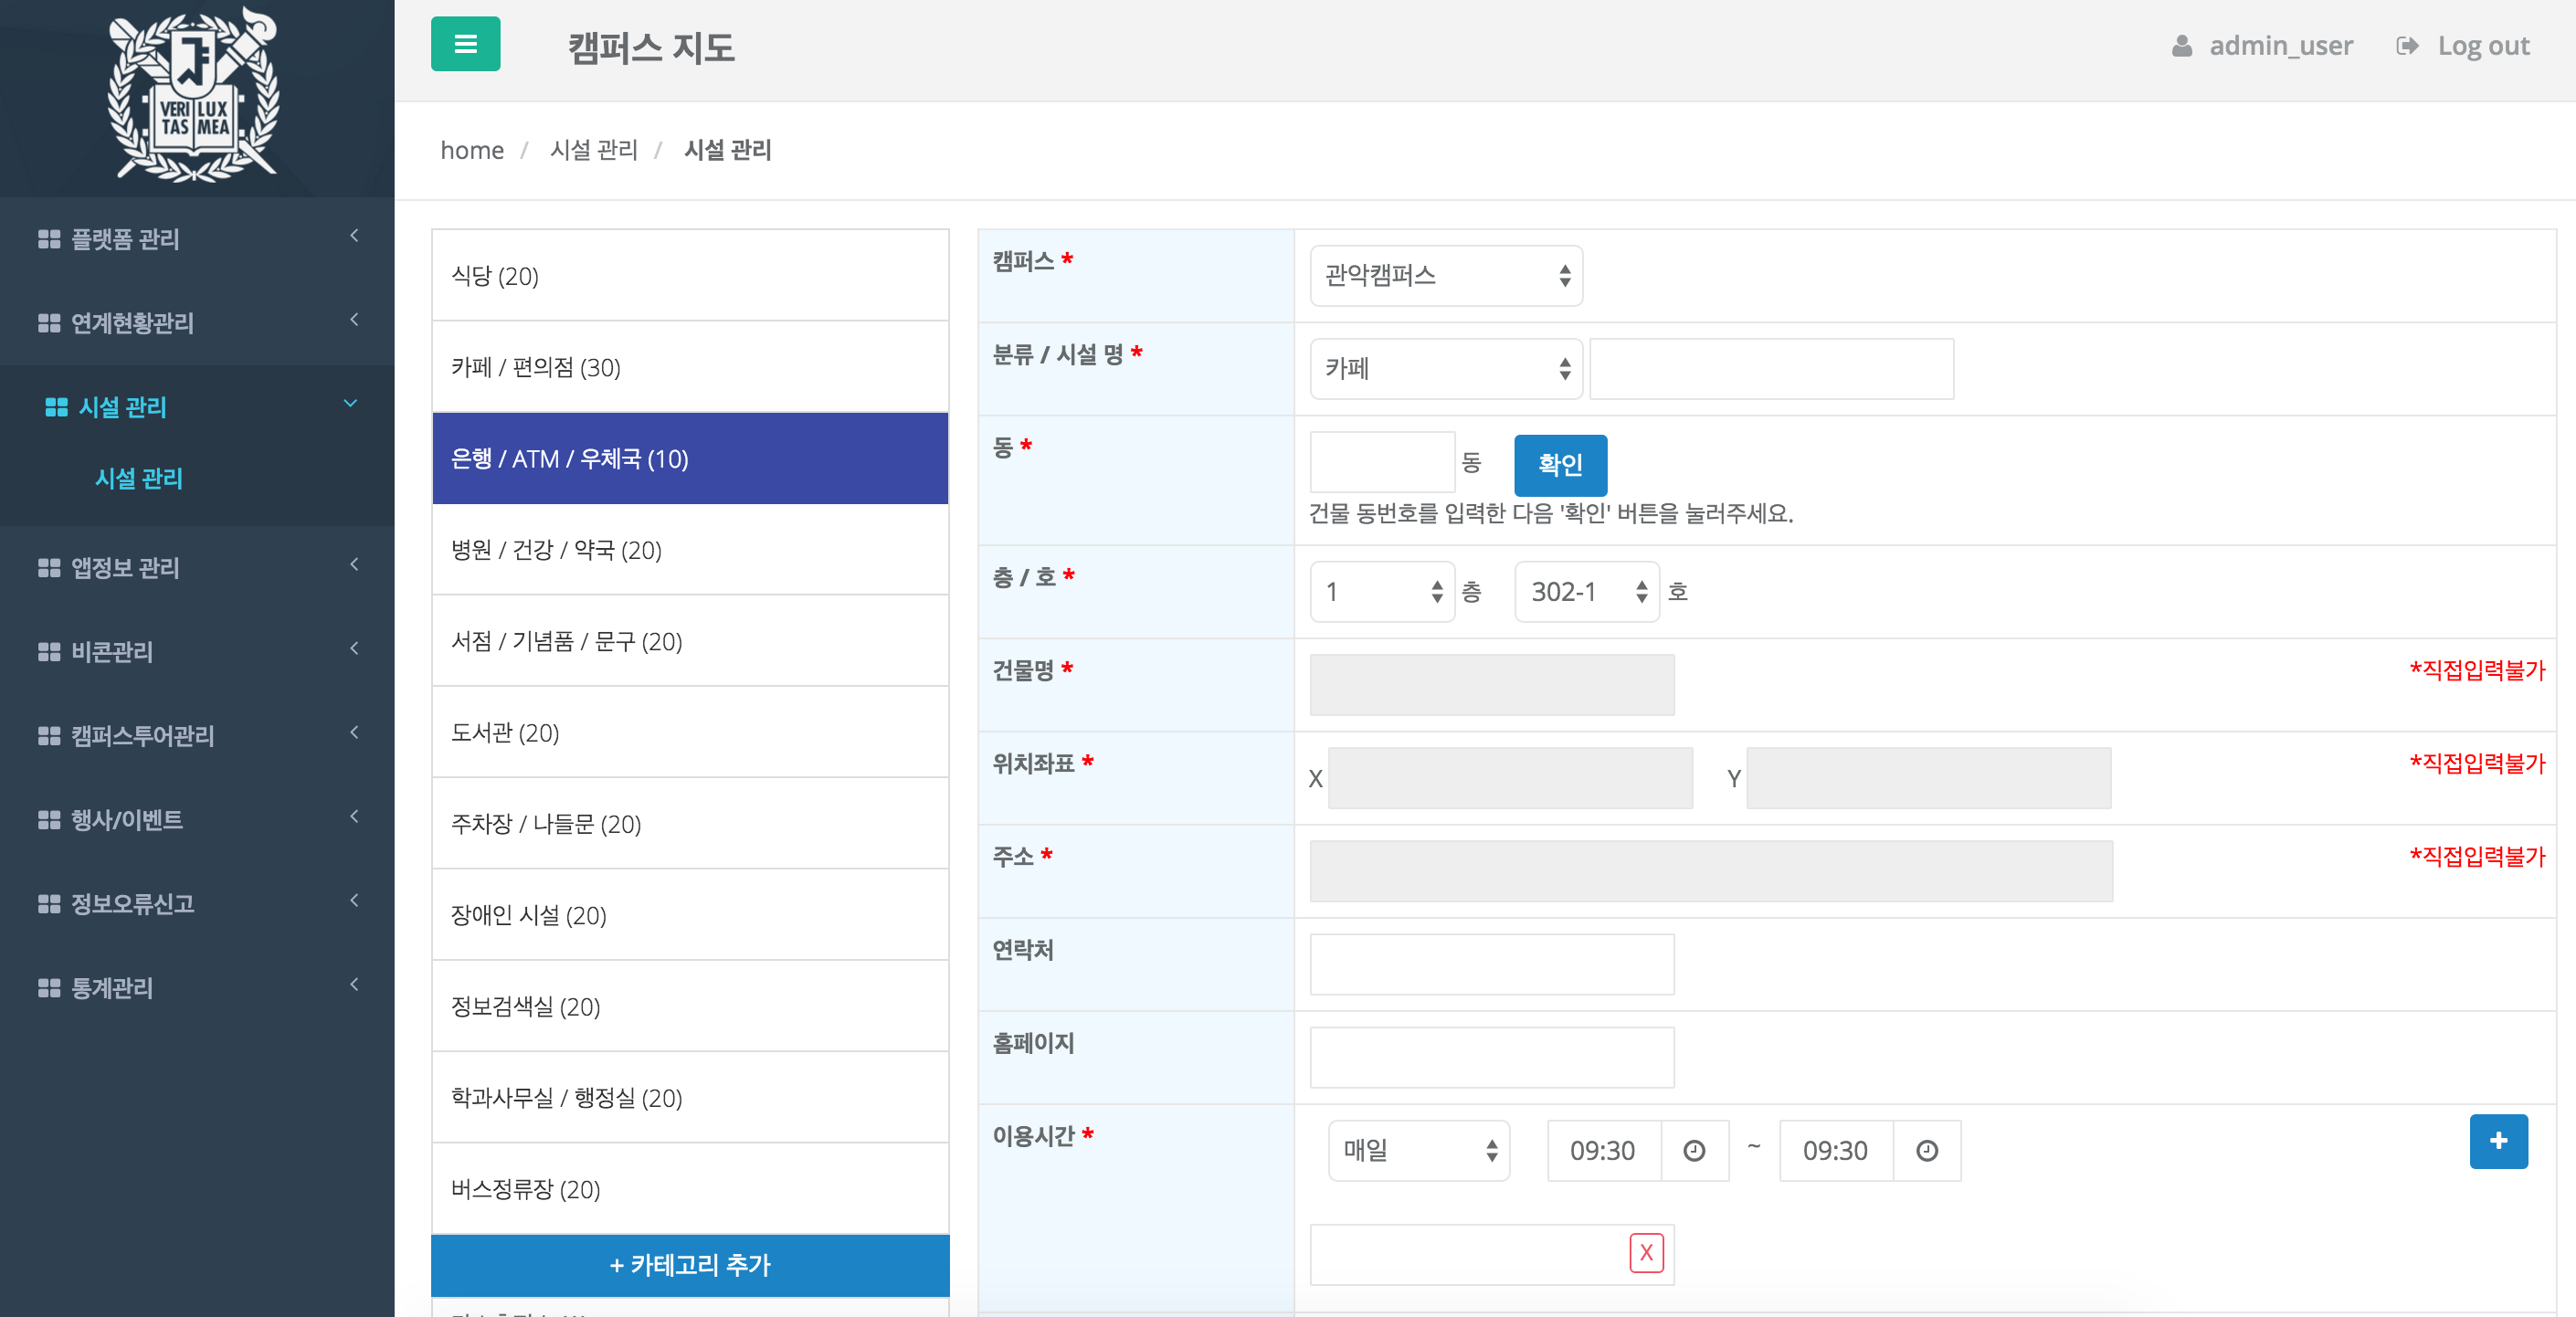 VERI LUX
TAS MEA
캠퍼스 지도
admin_user
Log out
home / 시설 관리 / 시설 관리
플랫폼 관리
연계현황관리
시설 관리
시설 관리
앱정보 관리
비콘관리
캠퍼스투어관리
행사/이벤트
정보오류신고
통계관리
식당 (20)
카페 / 편의점 (30)
은행 / ATM / 우체국 (10)
병원 / 건강 / 약국 (20)
서점 / 기념품 / 문구 (20)
도서관 (20)
주차장 / 나들문 (20)
장애인 시설 (20)
정보검색실 (20)
학과사무실 / 행정실 (20)
버스정류장 (20)
+ 카테고리 추가
캠퍼스 * 관악캠퍼스
분류 / 시설 명 * 카페
동 * 동 확인
건물 동번호를 입력한 다음 '확인' 버튼을 눌러주세요.
층 / 호 * 1 층 302-1 호
건물명 * *직접입력불가
위치좌표 * X Y *직접입력불가
주소 * *직접입력불가
연락처
홈페이지
이용시간 * 매일 09:30 ~ 09:30 +
X